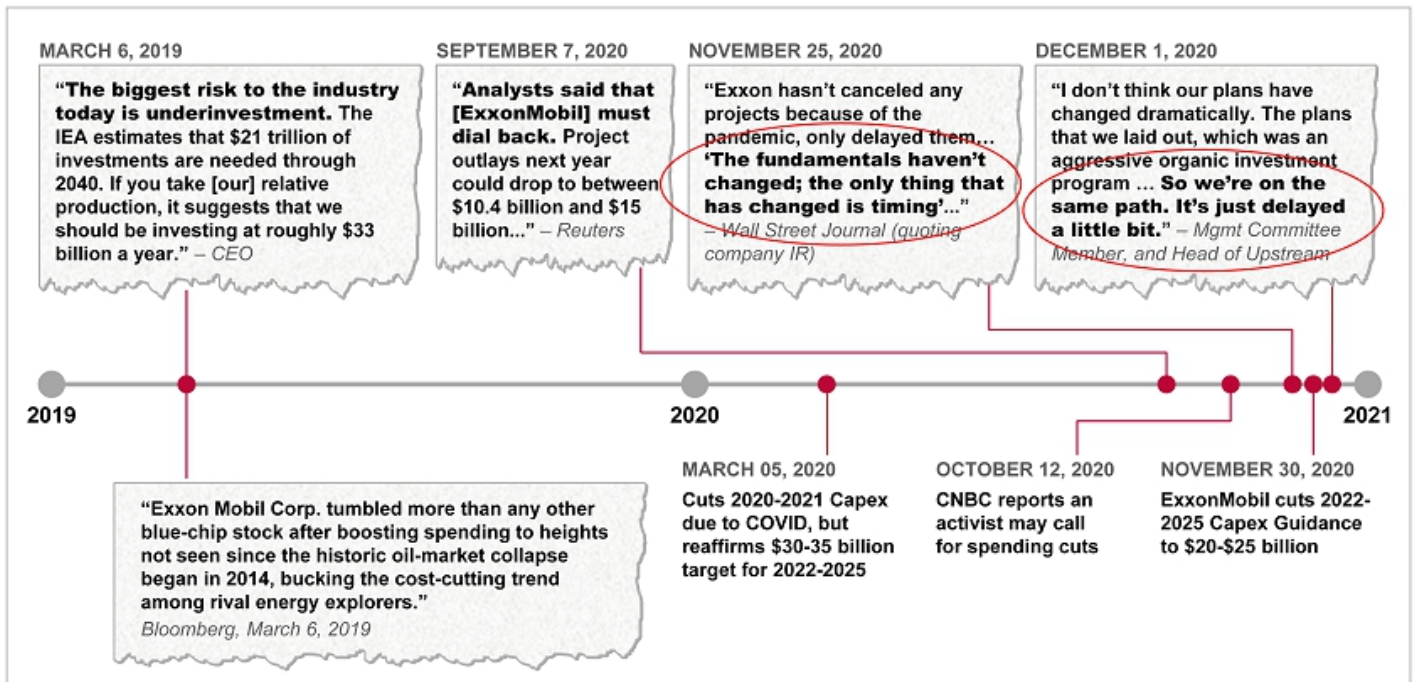 MARCH 6, 2019
“The biggest risk to the industry
today is underinvestment. The
IEA estimates that $21 trillion of
investments are needed through
2040. If you take [our] relative
production, it suggests that we
should be investing at roughly $33
billion a year.” – CEO
SEPTEMBER 7, 2020
“Analysts said that
[ExxonMobil] must
dial back. Project
outlays next year
could drop to between
$10.4 billion and $15
billion...” – Reuters
NOVEMBER 25, 2020
“Exxon hasn’t canceled any
projects because of the
pandemic, only delayed them…
‘The fundamentals haven’t
changed; the only thing that
has changed is timing’...”
– Wall Street Journal (quoting
company IR)
DECEMBER 1, 2020
“I don’t think our plans have
changed dramatically. The plans
that we laid out, which was an
aggressive organic investment
program … So we’re on the
same path. It’s just delayed
a little bit.” – Mgmt Committee
Member, and Head of Upstream
2019
2020
2021
“Exxon Mobil Corp. tumbled more than any other
blue-chip stock after boosting spending to heights
not seen since the historic oil-market collapse
began in 2014, bucking the cost-cutting trend
among rival energy explorers.”
Bloomberg, March 6, 2019
MARCH 05, 2020
Cuts 2020-2021 Capex
due to COVID, but
reaffirms $30-35 billion
target for 2022-2025
OCTOBER 12, 2020
CNBC reports an
activist may call
for spending cuts
NOVEMBER 30, 2020
ExxonMobil cuts 2022-
2025 Capex Guidance
to $20-$25 billion